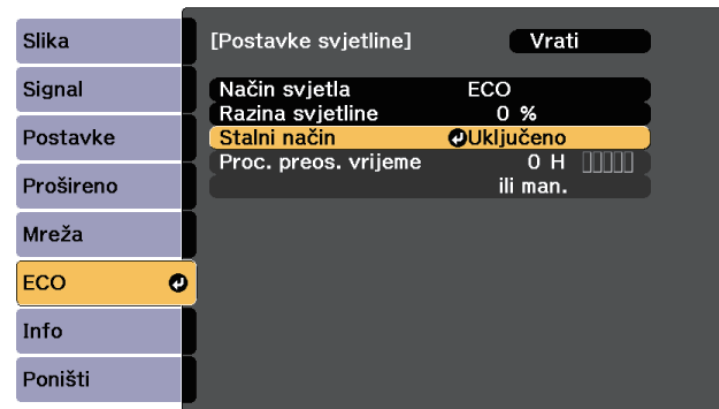 Slika
Signal
Postavke
Prošireno
Mreža
ECO
Info
Poništi
[Postavke svjetline] Vrati
Način svjetla ECO
Razina svjetline 0 %
Stalni način Uključeno
Proc. preos. vrijeme 0 H
ili man.